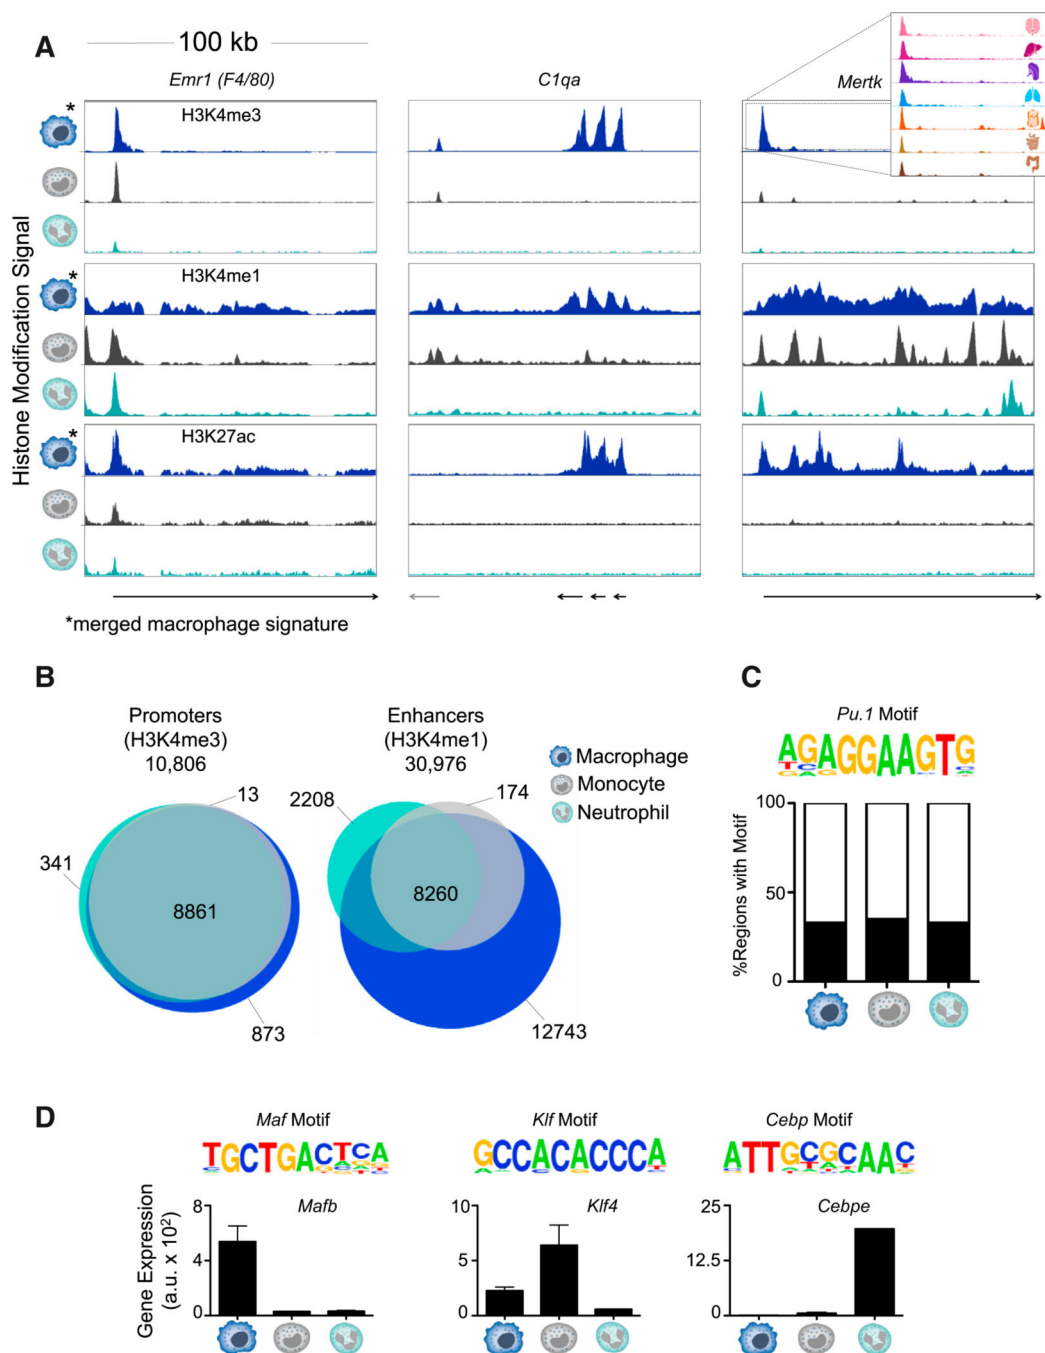 A
100 kb
Emr1 (F4/80)
C1qa
Mertk
Histone Modification Signal
*
H3K4me3
*
H3K4me1
*
H3K27ac
*merged macrophage signature
B
Promoters
(H3K4me3)
10,806
Enhancers
(H3K4me1)
30,976
Macrophage
Monocyte
Neutrophil
13
341
8861
873
2208
174
8260
12743
C
Pu.1 Motif
AGAGGAAGTG
%Regions with Motif
100
50
0
D
Maf Motif
Klf Motif
Cebp Motif
TGCTGACTCA
GCCACACCCA
ATTGCGCAAC
Gene Expression
(a.u. x 10²)
Mafb
8
4
0
Klf4
10
5
0
Cebpe
25
12.5
0